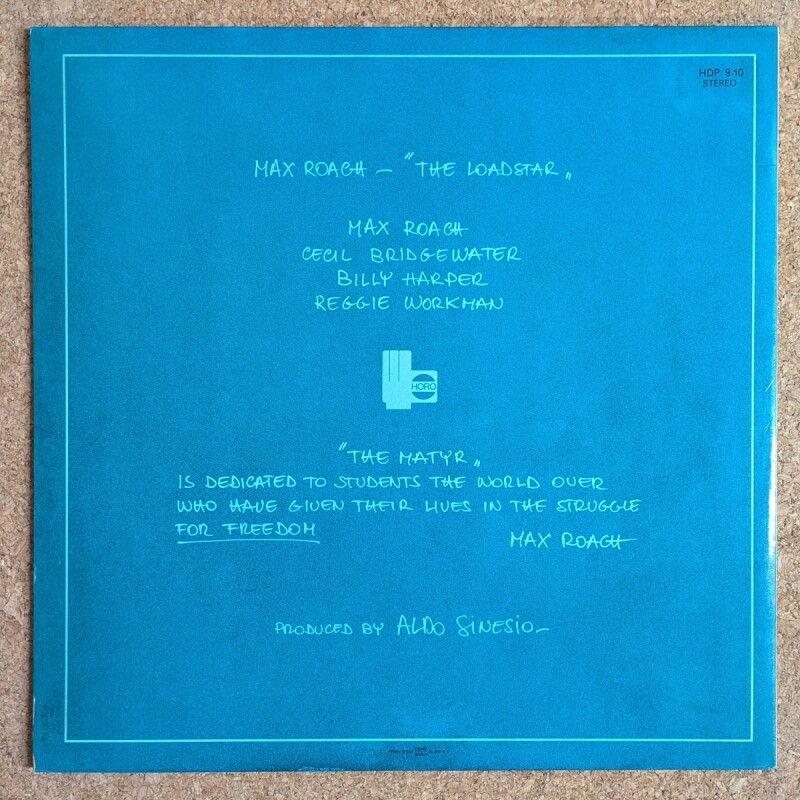 HDP 9-10
STEREO
MAX ROACH — "THE LOADSTAR„
MAX ROACH
CECIL BRIDGEWATER
BILLY HARPER
REGGIE WORKMAN
HORO
"THE MATYR„
IS DEDICATED TO STUDENTS THE WORLD OVER
WHO HAVE GIVEN THEIR LIVES IN THE STRUGGLE
FOR FREEDOM
MAX ROACH
PRODUCED BY ALDO SINESIO—